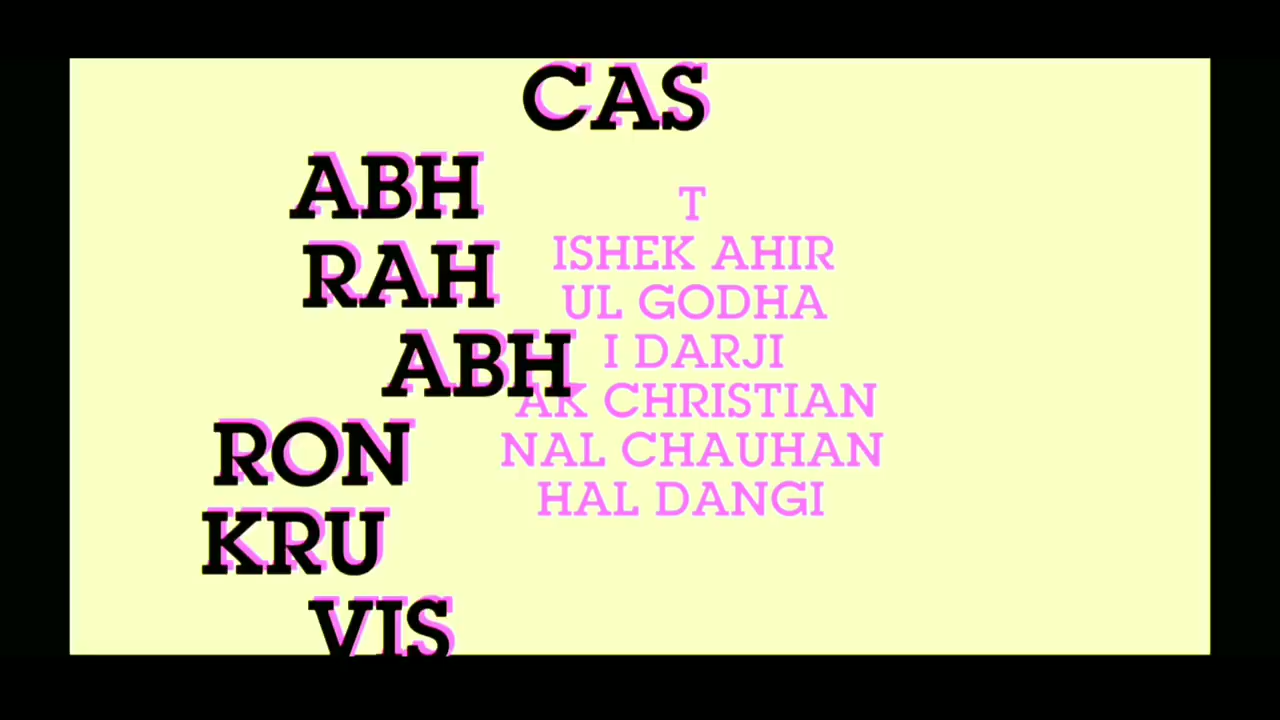 CAS
T
ABH
ISHEK AHIR
RAH
UL GODHA
ABH
I DARJI
AK CHRISTIAN
RON
NAL CHAUHAN
KRU
HAL DANGI
VIS